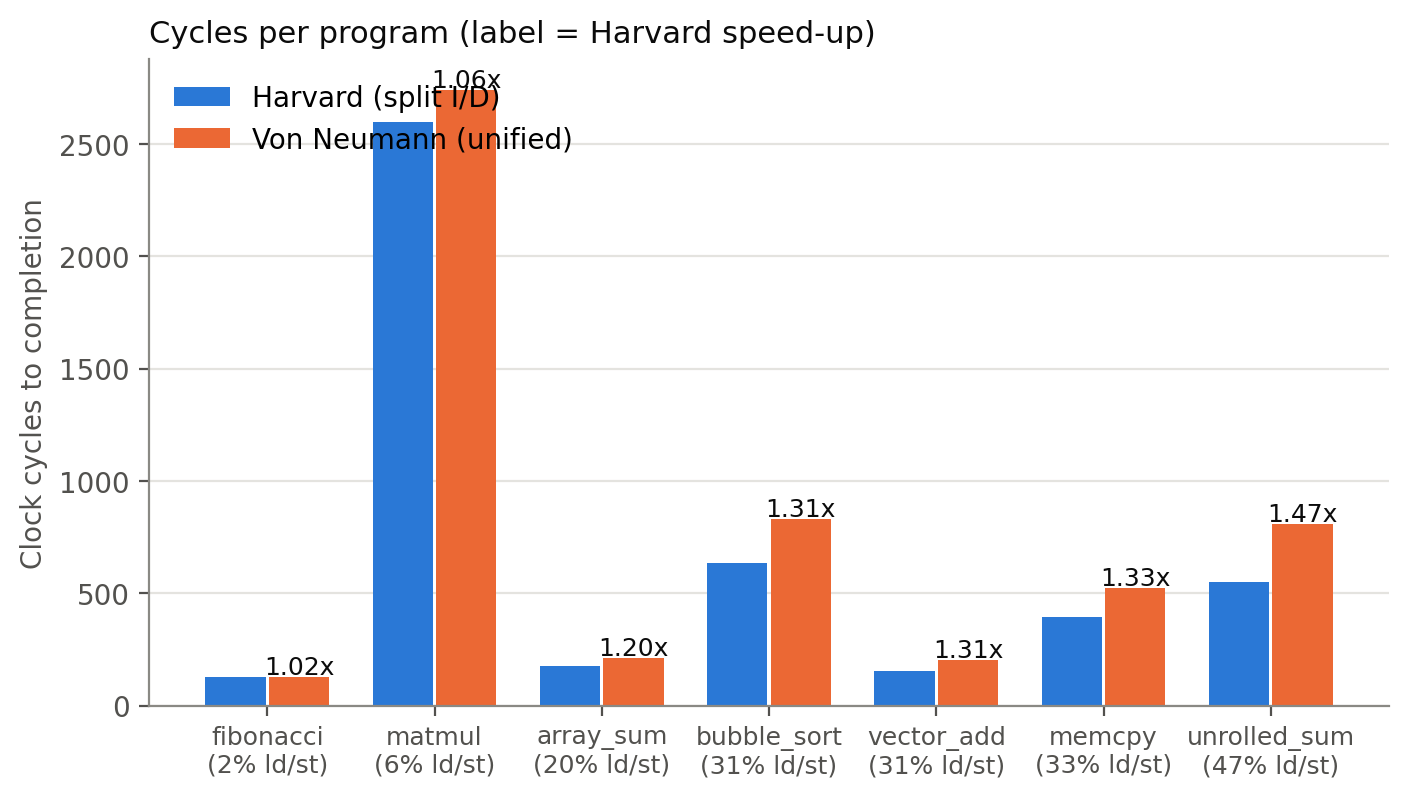 Cycles per program (label = Harvard speed-up)
Harvard (split I/D)
Von Neumann (unified)
Clock cycles to completion
2500
2000
1500
1000
500
0
1.02x
1.06x
1.20x
1.31x
1.31x
1.33x
1.47x
fibonacci
(2% ld/st)
matmul
(6% ld/st)
array_sum
(20% ld/st)
bubble_sort
(31% ld/st)
vector_add
(31% ld/st)
memcpy
(33% ld/st)
unrolled_sum
(47% ld/st)